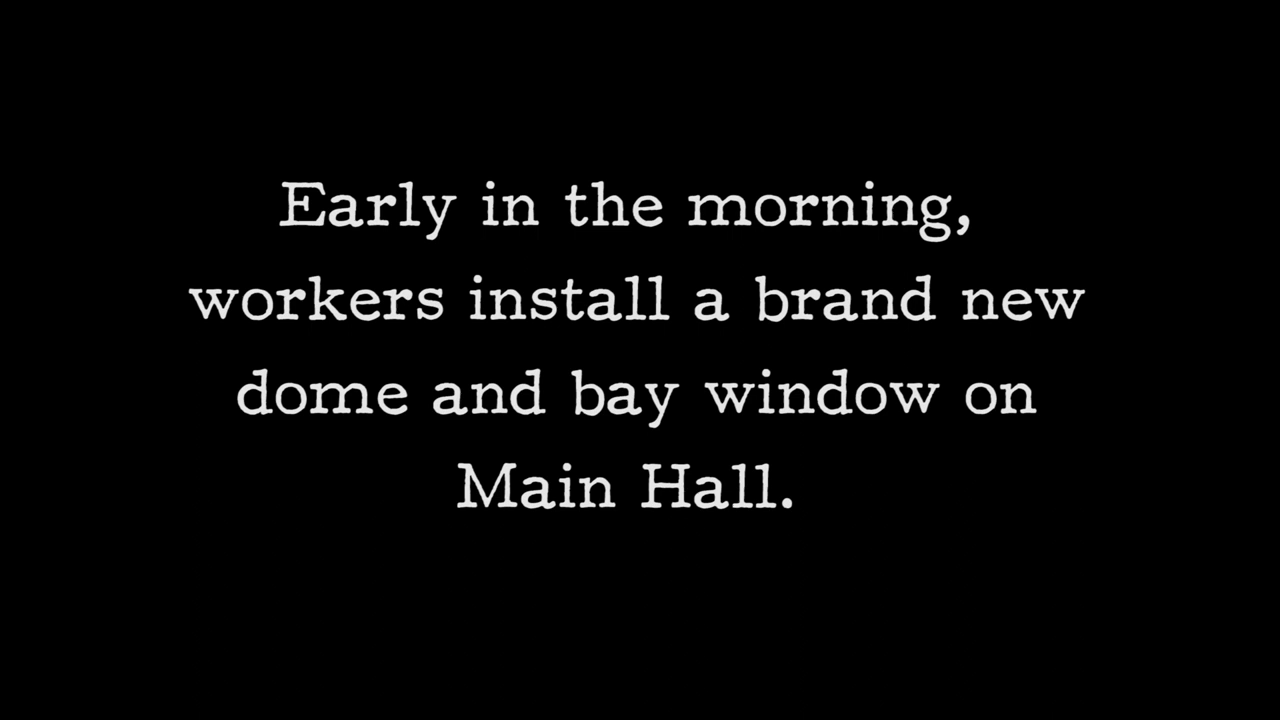 Early in the morning,
workers install a brand new
dome and bay window on
Main Hall.